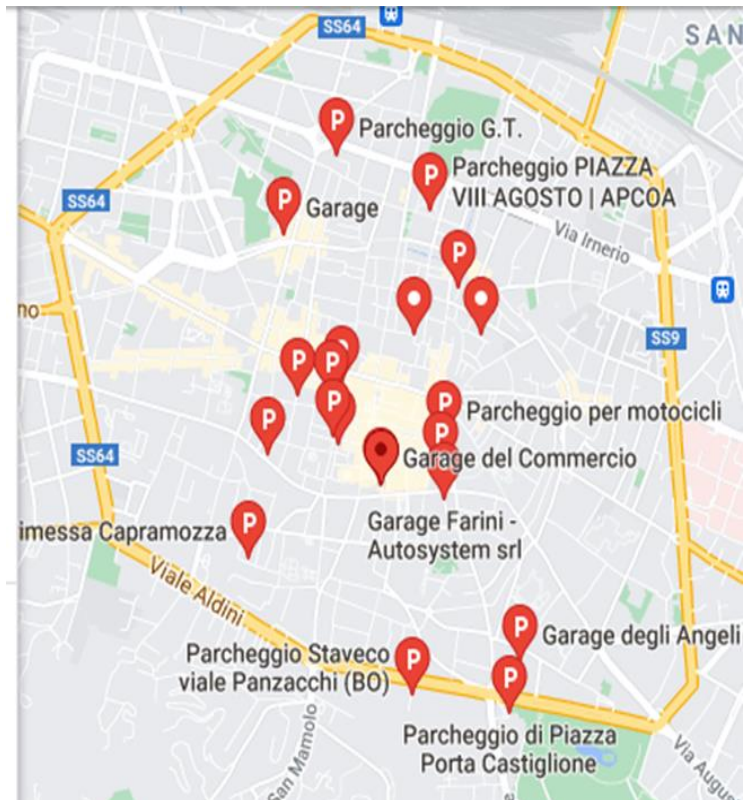 SS64
SAN
P
Parcheggio G.T.
P
Parcheggio PIAZZA
VIII AGOSTO | APCOA
SS64
P
Garage
Via Irnerio
P
no
SS9
P
P
P
P
Parcheggio per motocicli
P
P
SS64
Garage del Commercio
Garage Farini -
Autosystem srl
P
imessa Capramozza
Viale Aldini
P
Garage degli Angeli
Parcheggio Staveco
viale Panzacchi (BO)
P
P
Parcheggio di Piazza
Porta Castiglione
San Mamolo
Via Augus